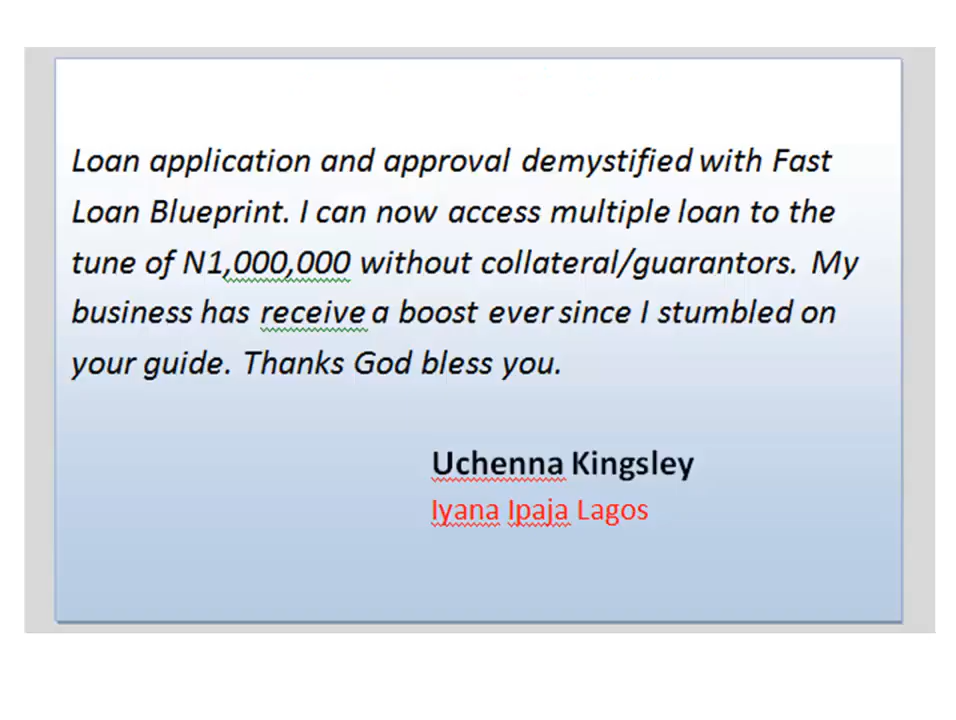 Loan application and approval demystified with Fast
Loan Blueprint. I can now access multiple loan to the
tune of N1,000,000 without collateral/guarantors. My
business has receive a boost ever since I stumbled on
your guide. Thanks God bless you.
Uchenna Kingsley
Iyana Ipaja Lagos